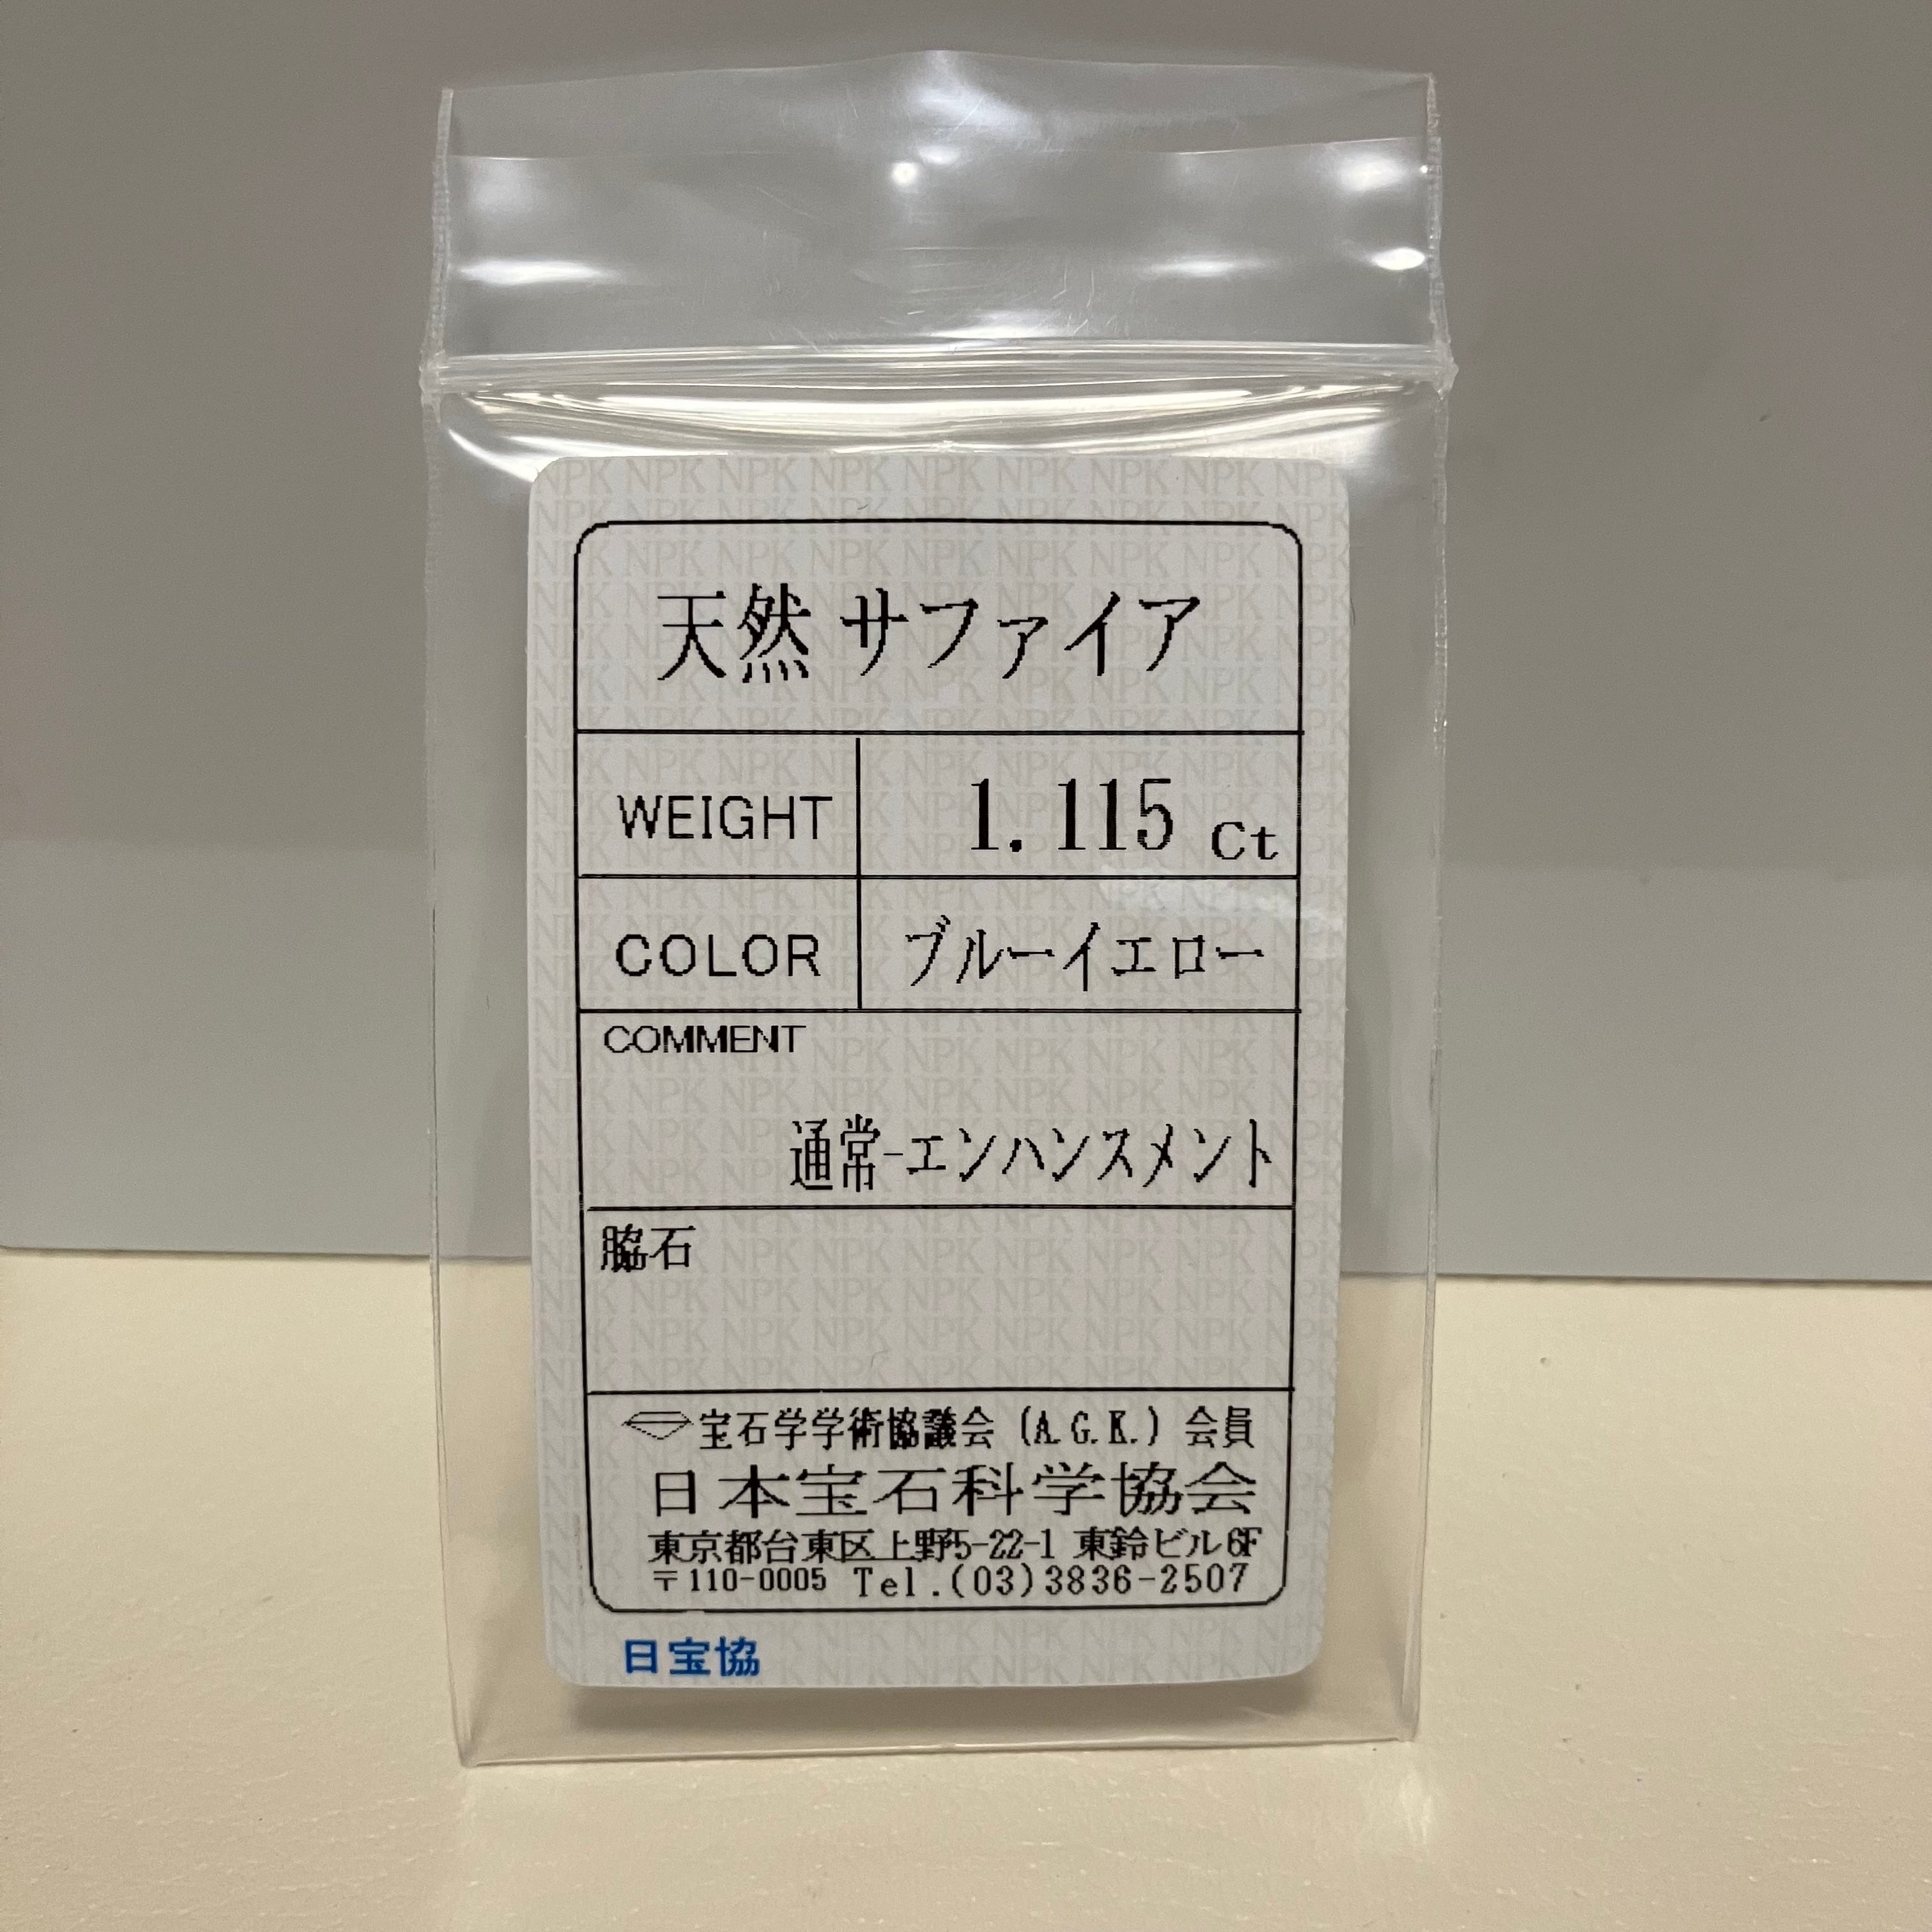 天然 サファイア
WEIGHT 1.115 Ct
COLOR ブルーイエロー
COMMENT
通常-エンハンスメント
脇石
宝石学学術協議会 (A.G.K.) 会員
日本宝石科学協会
東京都台東区上野5-22-1 東鈴ビル6F
〒110-0005 Tel.(03)3836-2507
日宝協